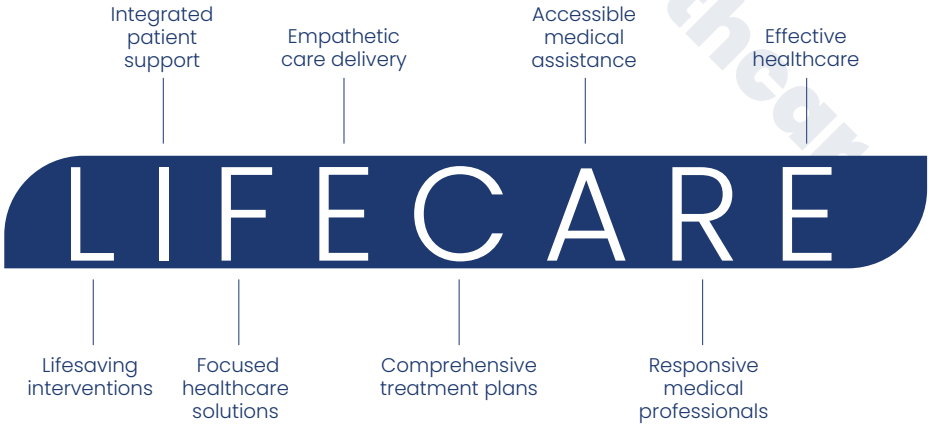 Integrated
patient
support
Empathetic
care delivery
Accessible
medical
assistance
Effective
healthcare
LIFECARE
Lifesaving
interventions
Focused
healthcare
solutions
Comprehensive
treatment plans
Responsive
medical
professionals